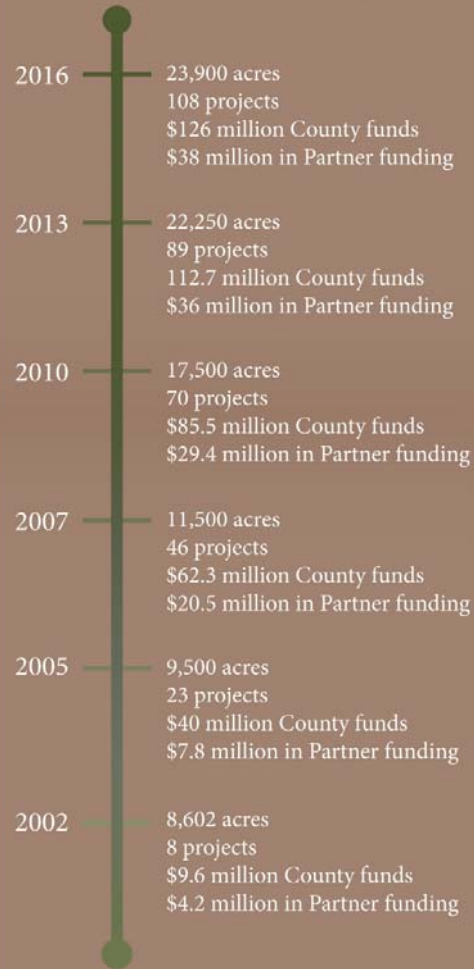 2016
23,900 acres
108 projects
$126 million County funds
$38 million in Partner funding
2013
22,250 acres
89 projects
112.7 million County funds
$36 million in Partner funding
2010
17,500 acres
70 projects
$85.5 million County funds
$29.4 million in Partner funding
2007
11,500 acres
46 projects
$62.3 million County funds
$20.5 million in Partner funding
2005
9,500 acres
23 projects
$40 million County funds
$7.8 million in Partner funding
2002
8,602 acres
8 projects
$9.6 million County funds
$4.2 million in Partner funding